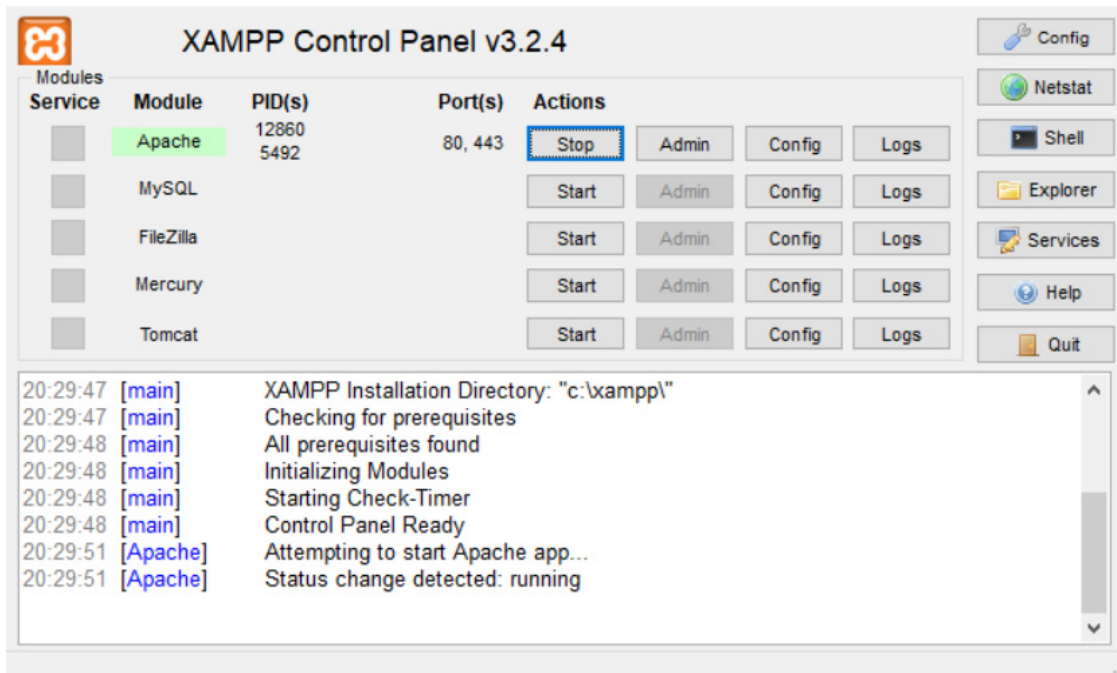 XAMPP Control Panel v3.2.4
Config
Modules
Netstat
Service Module PID(s) Port(s) Actions
Apache 12860 5492 80, 443 Stop Admin Config Logs
Shell
MySQL Start Admin Config Logs
Explorer
FileZilla Start Admin Config Logs
Services
Mercury Start Admin Config Logs
Help
Tomcat Start Admin Config Logs
Quit
20:29:47 [main] XAMPP Installation Directory: "c:\xampp\"
20:29:47 [main] Checking for prerequisites
20:29:48 [main] All prerequisites found
20:29:48 [main] Initializing Modules
20:29:48 [main] Starting Check-Timer
20:29:48 [main] Control Panel Ready
20:29:51 [Apache] Attempting to start Apache app...
20:29:51 [Apache] Status change detected: running